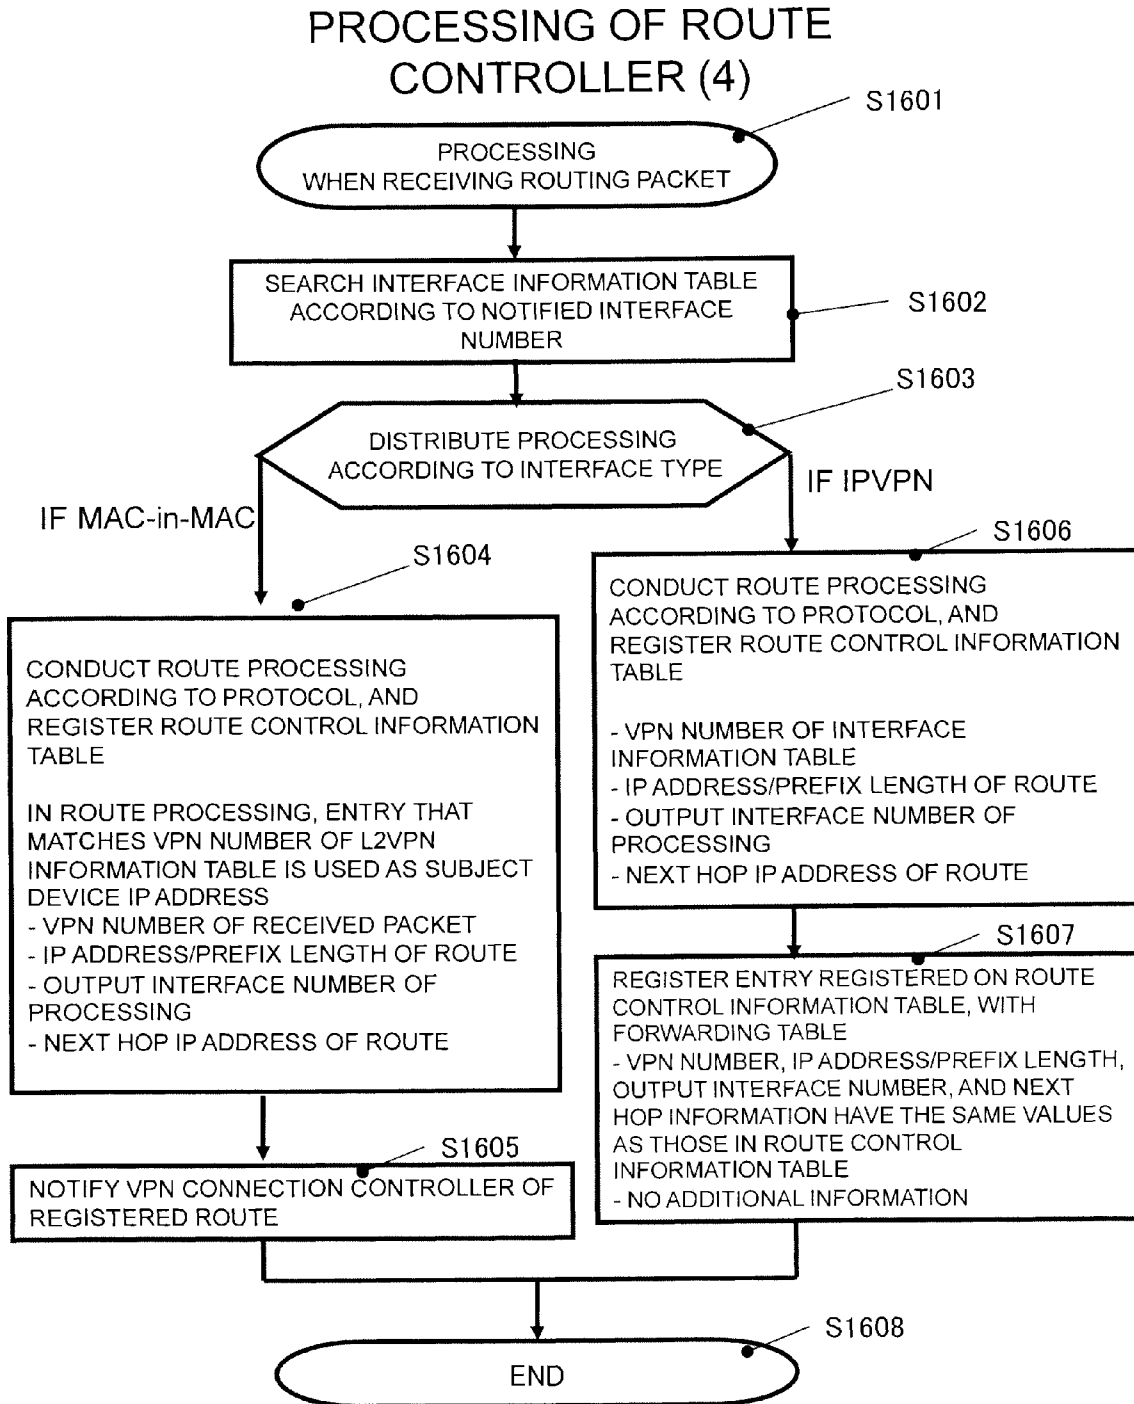 PROCESSING OF ROUTE
CONTROLLER (4)
S1601
PROCESSING
WHEN RECEIVING ROUTING PACKET
SEARCH INTERFACE INFORMATION TABLE
ACCORDING TO NOTIFIED INTERFACE
NUMBER
S1602
S1603
DISTRIBUTE PROCESSING
ACCORDING TO INTERFACE TYPE
IF MAC-in-MAC
IF IPVPN
S1604
CONDUCT ROUTE PROCESSING
ACCORDING TO PROTOCOL, AND
REGISTER ROUTE CONTROL INFORMATION
TABLE
IN ROUTE PROCESSING, ENTRY THAT
MATCHES VPN NUMBER OF L2VPN
INFORMATION TABLE IS USED AS SUBJECT
DEVICE IP ADDRESS
- VPN NUMBER OF RECEIVED PACKET
- IP ADDRESS/PREFIX LENGTH OF ROUTE
- OUTPUT INTERFACE NUMBER OF
PROCESSING
- NEXT HOP IP ADDRESS OF ROUTE
S1605
NOTIFY VPN CONNECTION CONTROLLER OF
REGISTERED ROUTE
S1606
CONDUCT ROUTE PROCESSING
ACCORDING TO PROTOCOL, AND
REGISTER ROUTE CONTROL INFORMATION
TABLE
- VPN NUMBER OF INTERFACE
INFORMATION TABLE
- IP ADDRESS/PREFIX LENGTH OF ROUTE
- OUTPUT INTERFACE NUMBER OF
PROCESSING
- NEXT HOP IP ADDRESS OF ROUTE
S1607
REGISTER ENTRY REGISTERED ON ROUTE
CONTROL INFORMATION TABLE, WITH
FORWARDING TABLE
- VPN NUMBER, IP ADDRESS/PREFIX LENGTH,
OUTPUT INTERFACE NUMBER, AND NEXT
HOP INFORMATION HAVE THE SAME VALUES
AS THOSE IN ROUTE CONTROL
INFORMATION TABLE
- NO ADDITIONAL INFORMATION
S1608
END